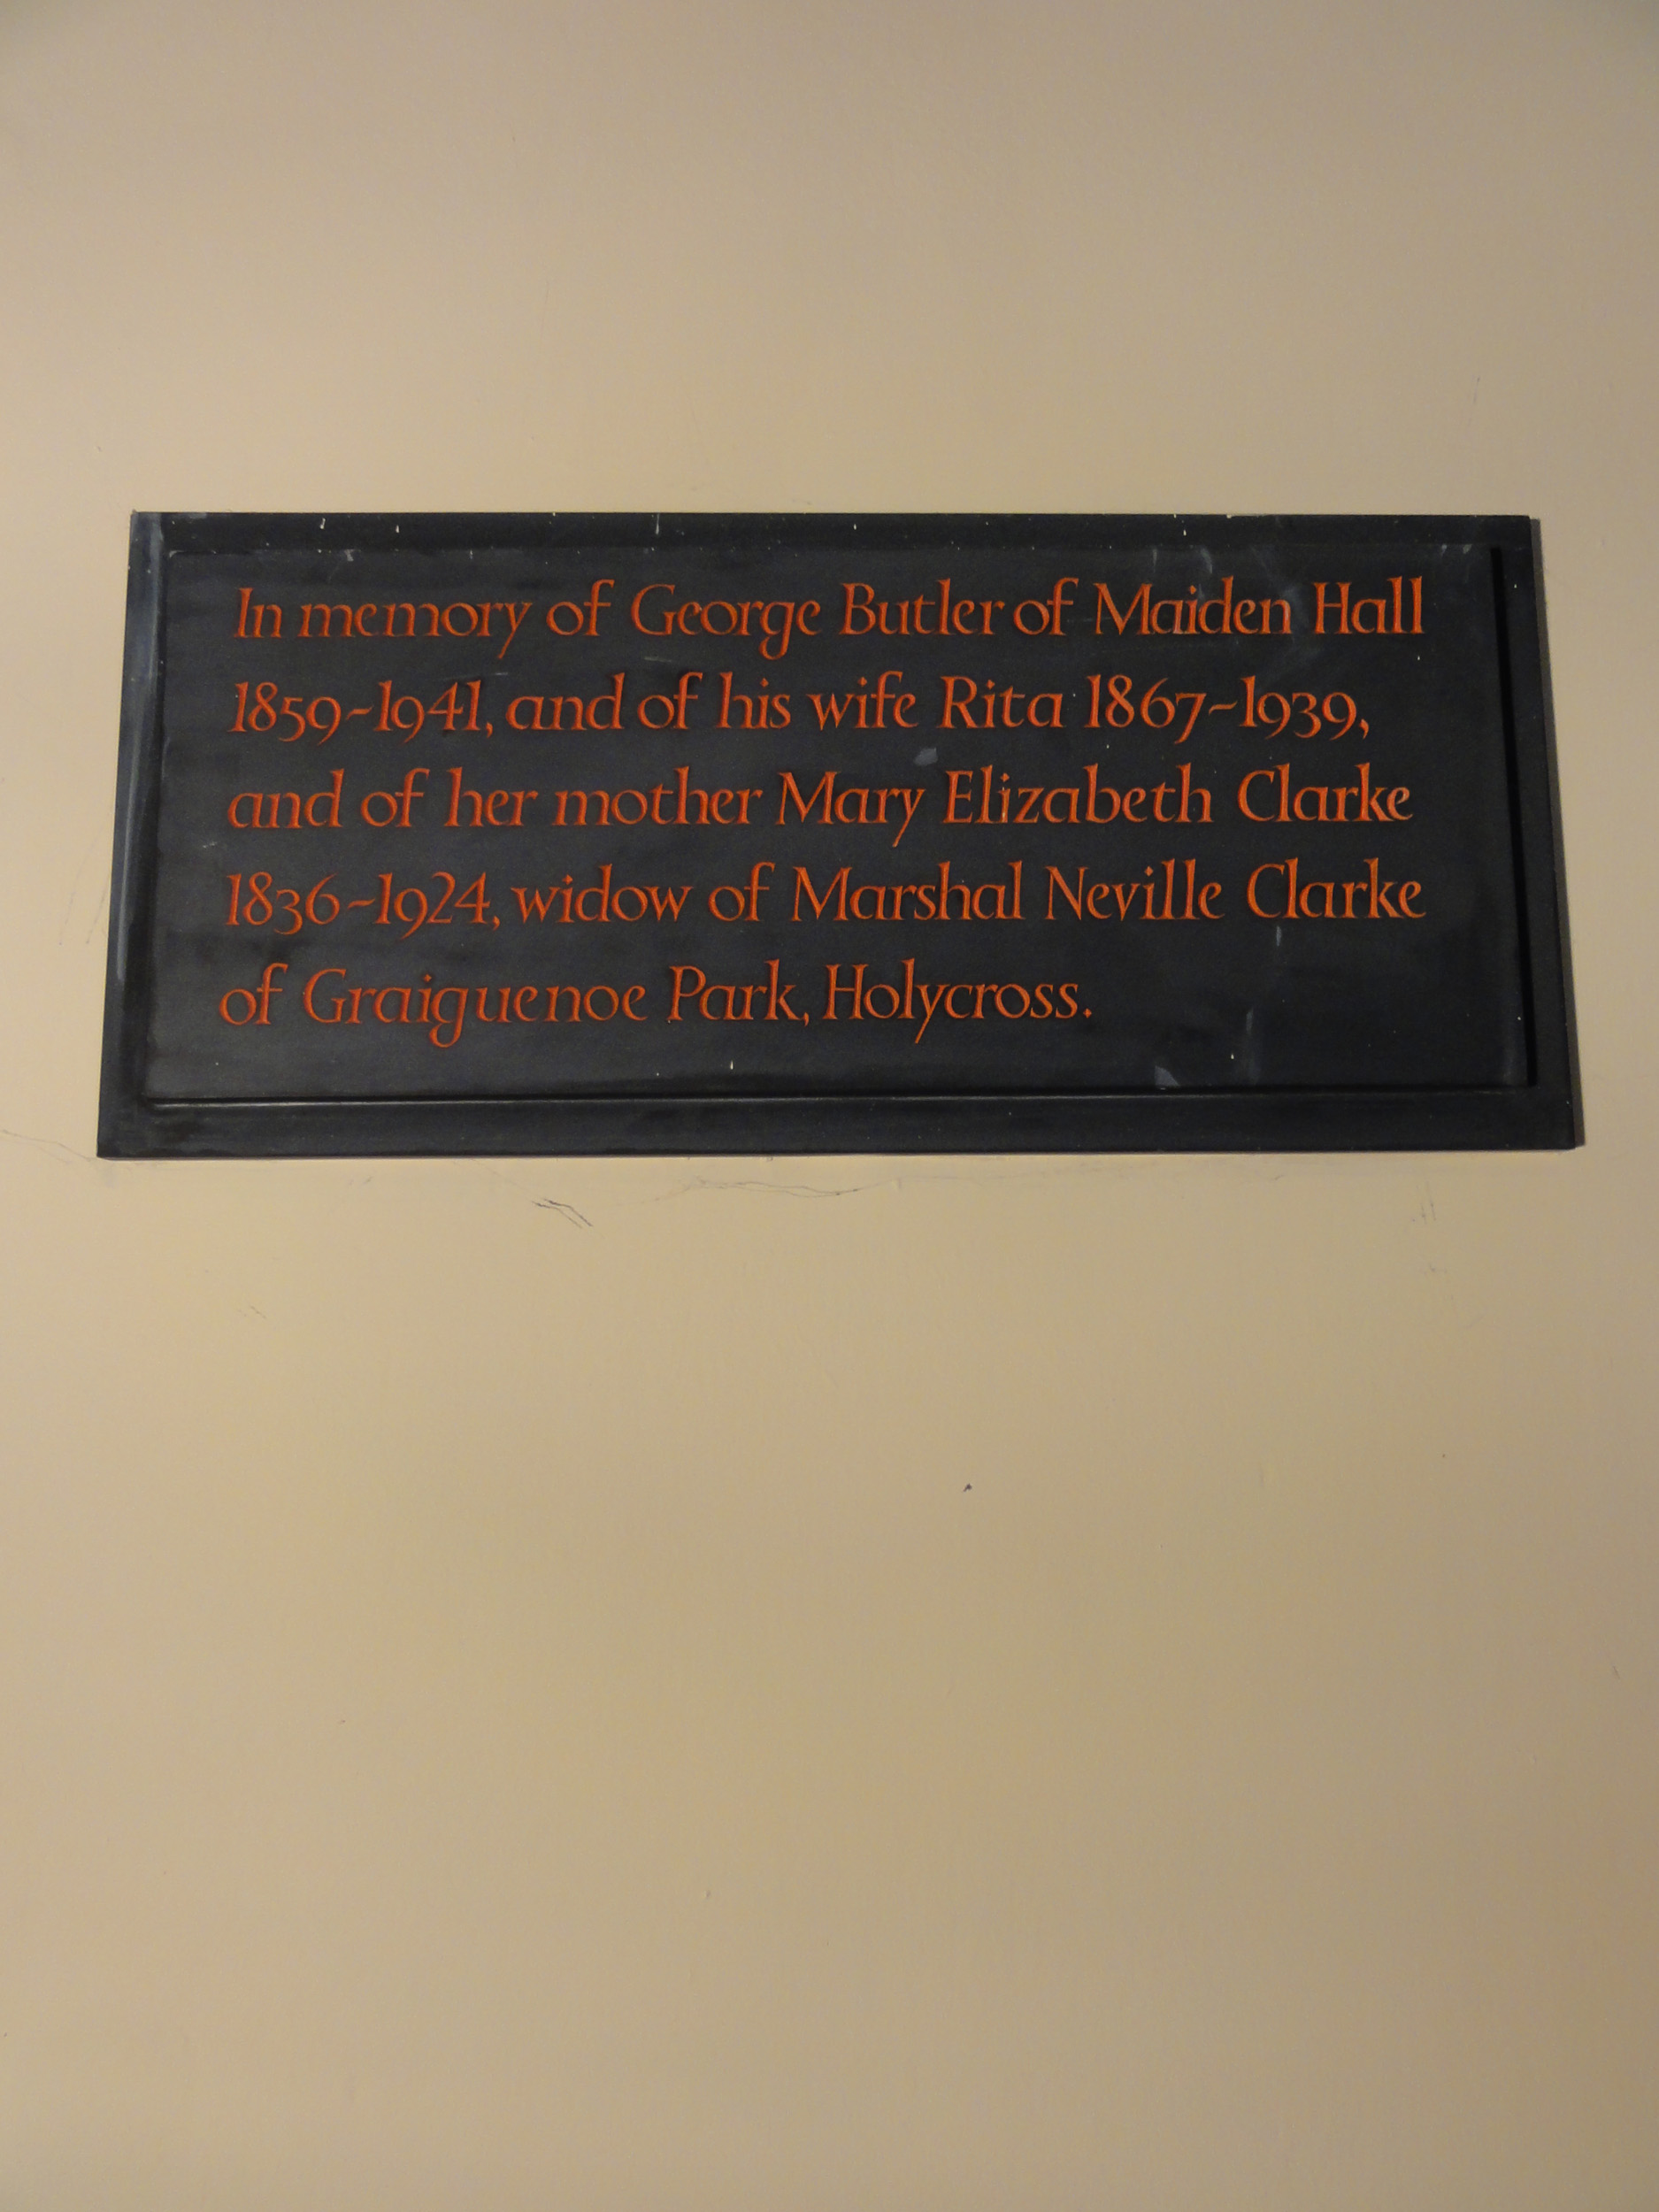 In memory of George Butler of Maiden Hall
1859~1941, and of his wife Rita 1867~1939,
and of her mother Mary Elizabeth Clarke
1836~1924, widow of Marshal Neville Clarke
of Graiguenoe Park, Holycross.